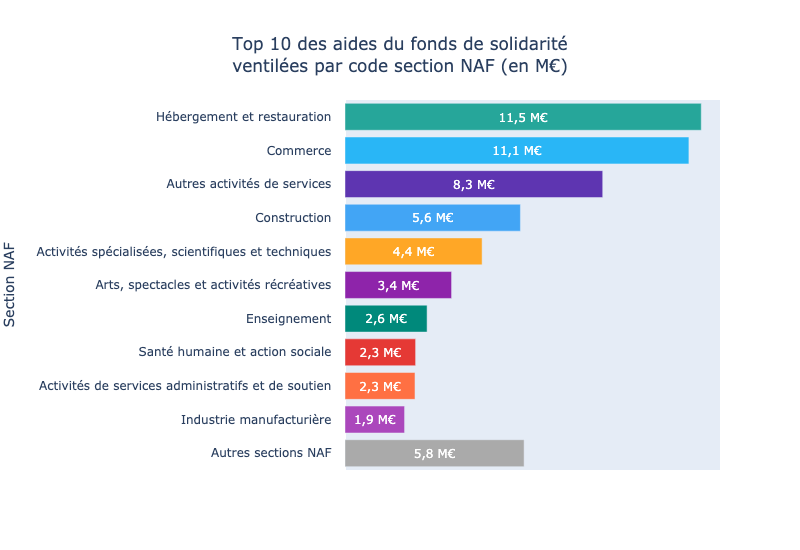 Top 10 des aides du fonds de solidarité
ventilées par code section NAF (en M€)
Section NAF
Hébergement et restauration 11,5 M€
Commerce 11,1 M€
Autres activités de services 8,3 M€
Construction 5,6 M€
Activités spécialisées, scientifiques et techniques 4,4 M€
Arts, spectacles et activités récréatives 3,4 M€
Enseignement 2,6 M€
Santé humaine et action sociale 2,3 M€
Activités de services administratifs et de soutien 2,3 M€
Industrie manufacturière 1,9 M€
Autres sections NAF 5,8 M€